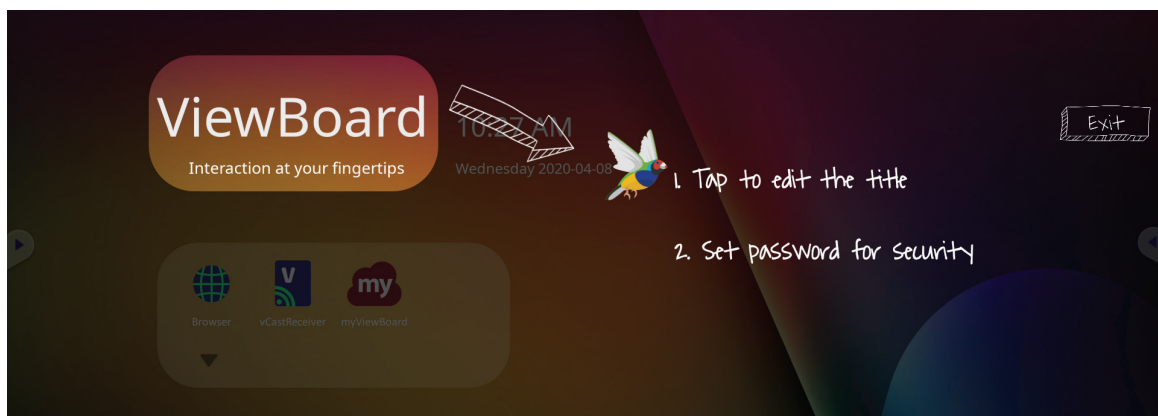 ViewBoard
Interaction at your fingertips
10:27 AM
Wednesday 2020-04-08
Exit
1. Tap to edit the title
2. Set password for security
V
my
Browser
vCastReceiver
myViewBoard